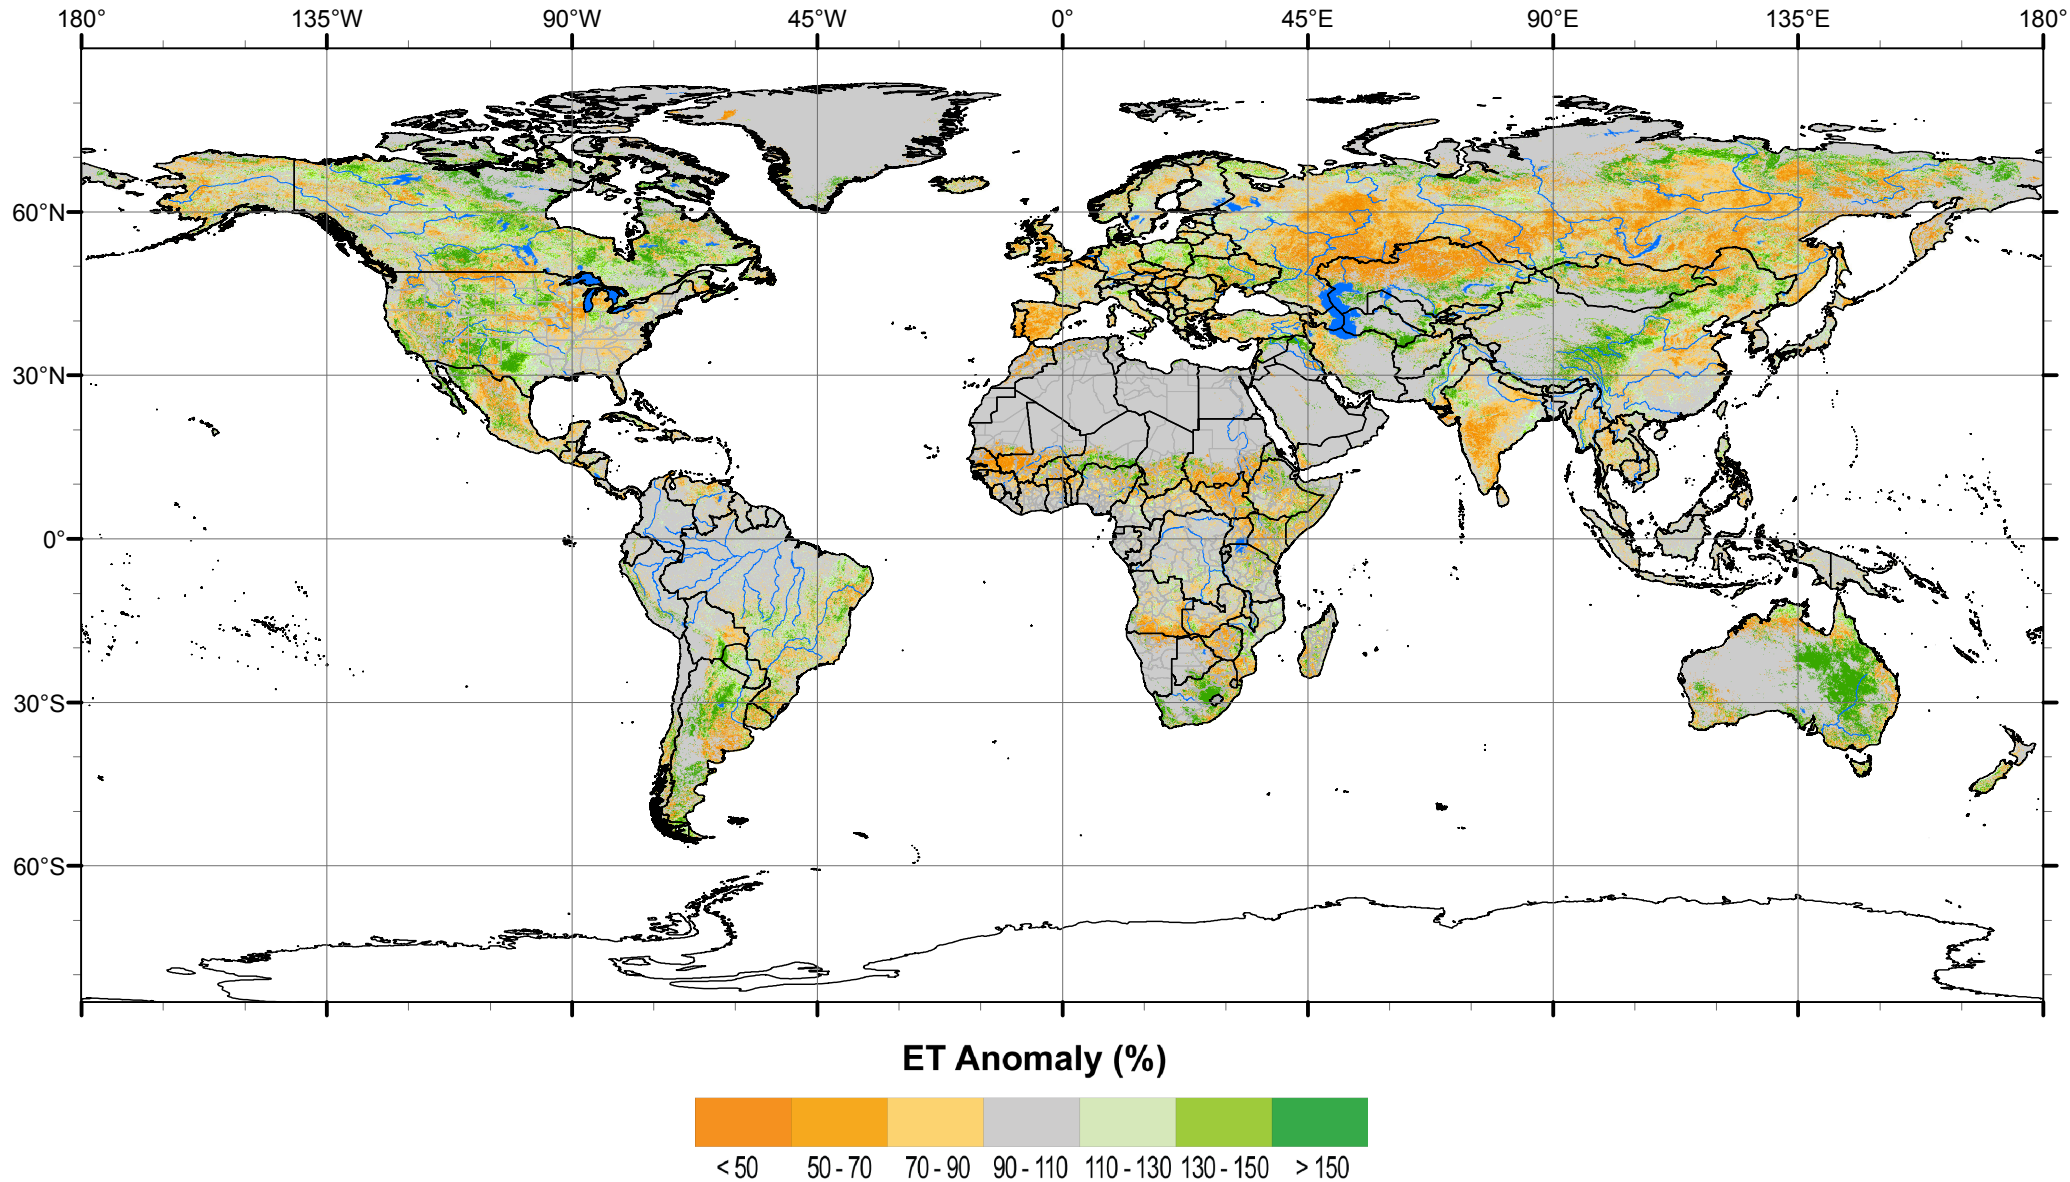 180° 135°W 90°W 45°W 0° 45°E 90°E 135°E 180°
60°N
30°N
0°
30°S
60°S
ET Anomaly (%)
< 50 50 - 70 70 - 90 90 - 110 110 - 130 130 - 150 > 150